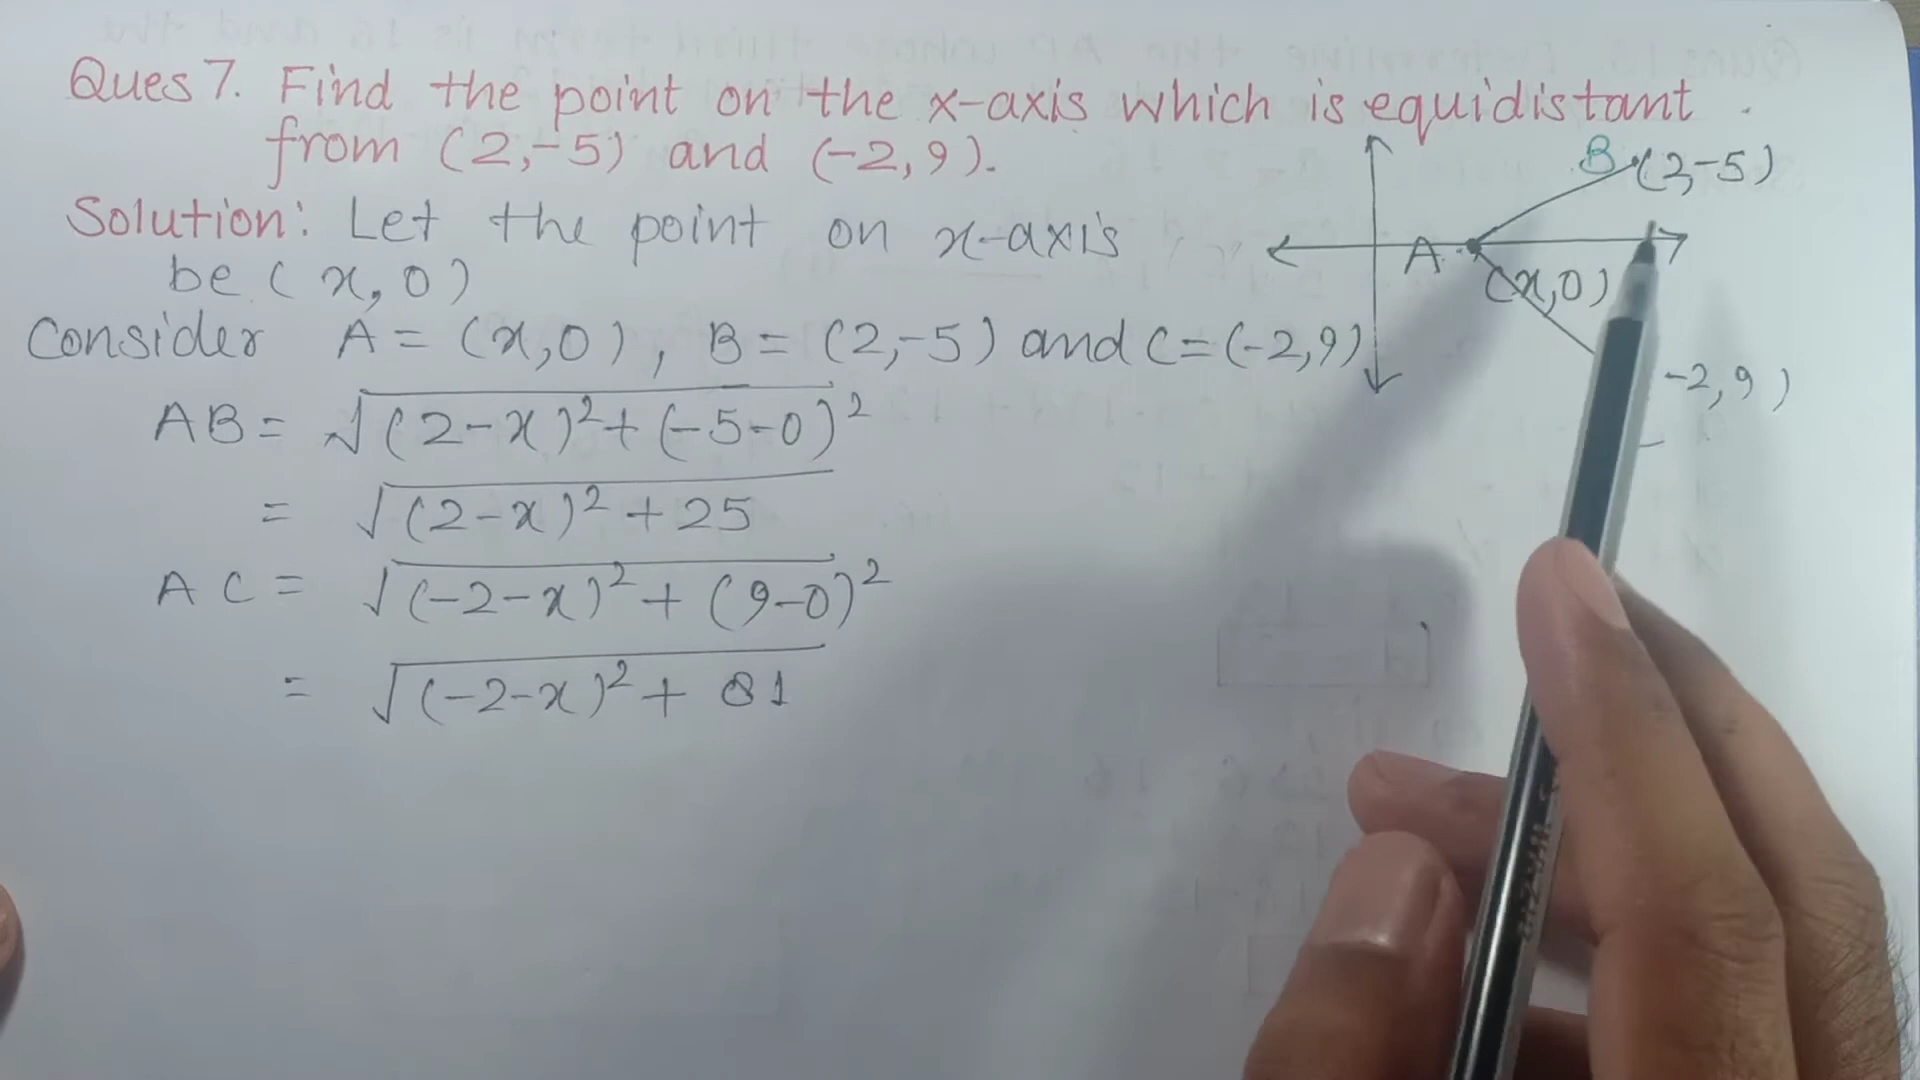 Ques 7. Find the point on the x-axis which is equidistant
from (2,-5) and (-2,9).
Solution: Let the point on x-axis
be (x,0)
Consider A = (x,0), B = (2,-5) and C = (-2,9)
AB = √(2-x)²+(-5-0)²
= √(2-x)²+25
AC = √(-2-x)²+(9-0)²
= √(-2-x)²+81
B (2,-5)
A
(x,0)
-2,9)